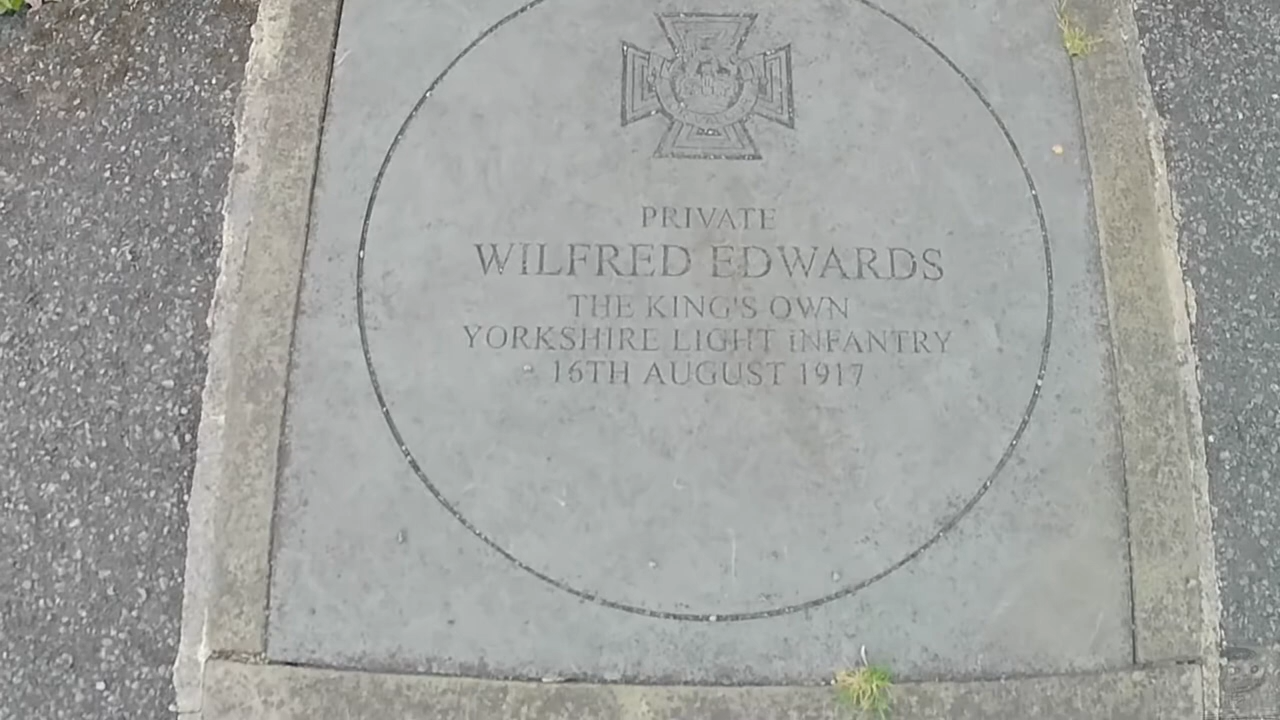 PRIVATE
WILFRED EDWARDS
THE KING'S OWN
YORKSHIRE LIGHT INFANTRY
16TH AUGUST 1917